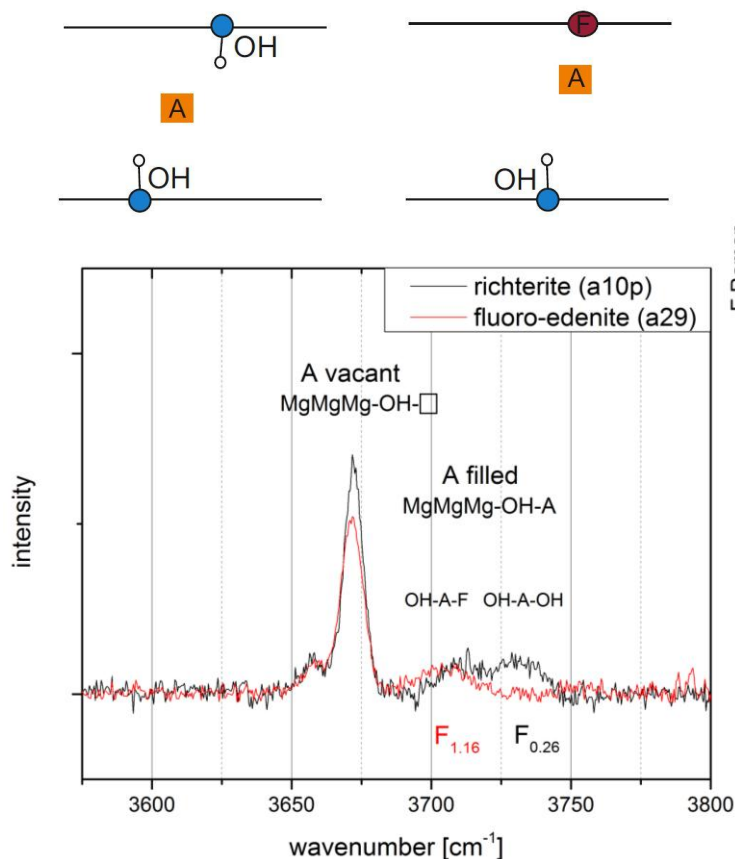 OH
F
A
A
OH
OH
richterite (a10p)
fluoro-edenite (a29)
A vacant
MgMgMg-OH-□
A filled
MgMgMg-OH-A
OH-A-F OH-A-OH
F1.16 F0.26
intensity
3600 3650 3700 3750 3800
wavenumber [cm-1]